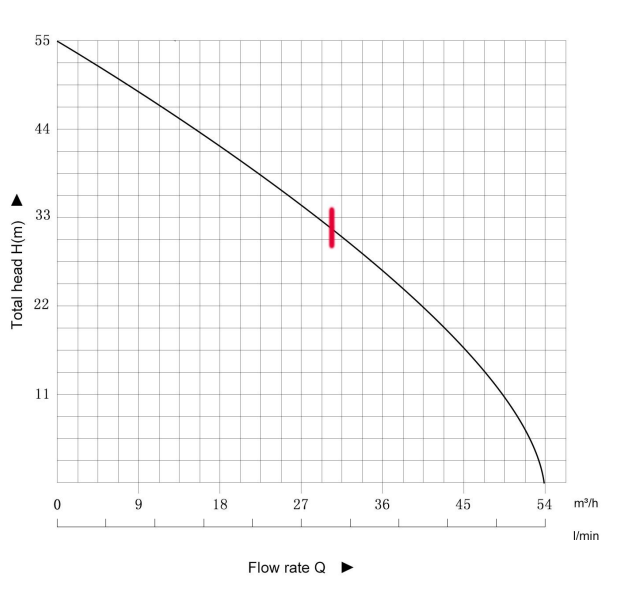 55
44
33
22
11
Total head H(m) ▲
0 9 18 27 36 45 54 m³/h
l/min
Flow rate Q ►